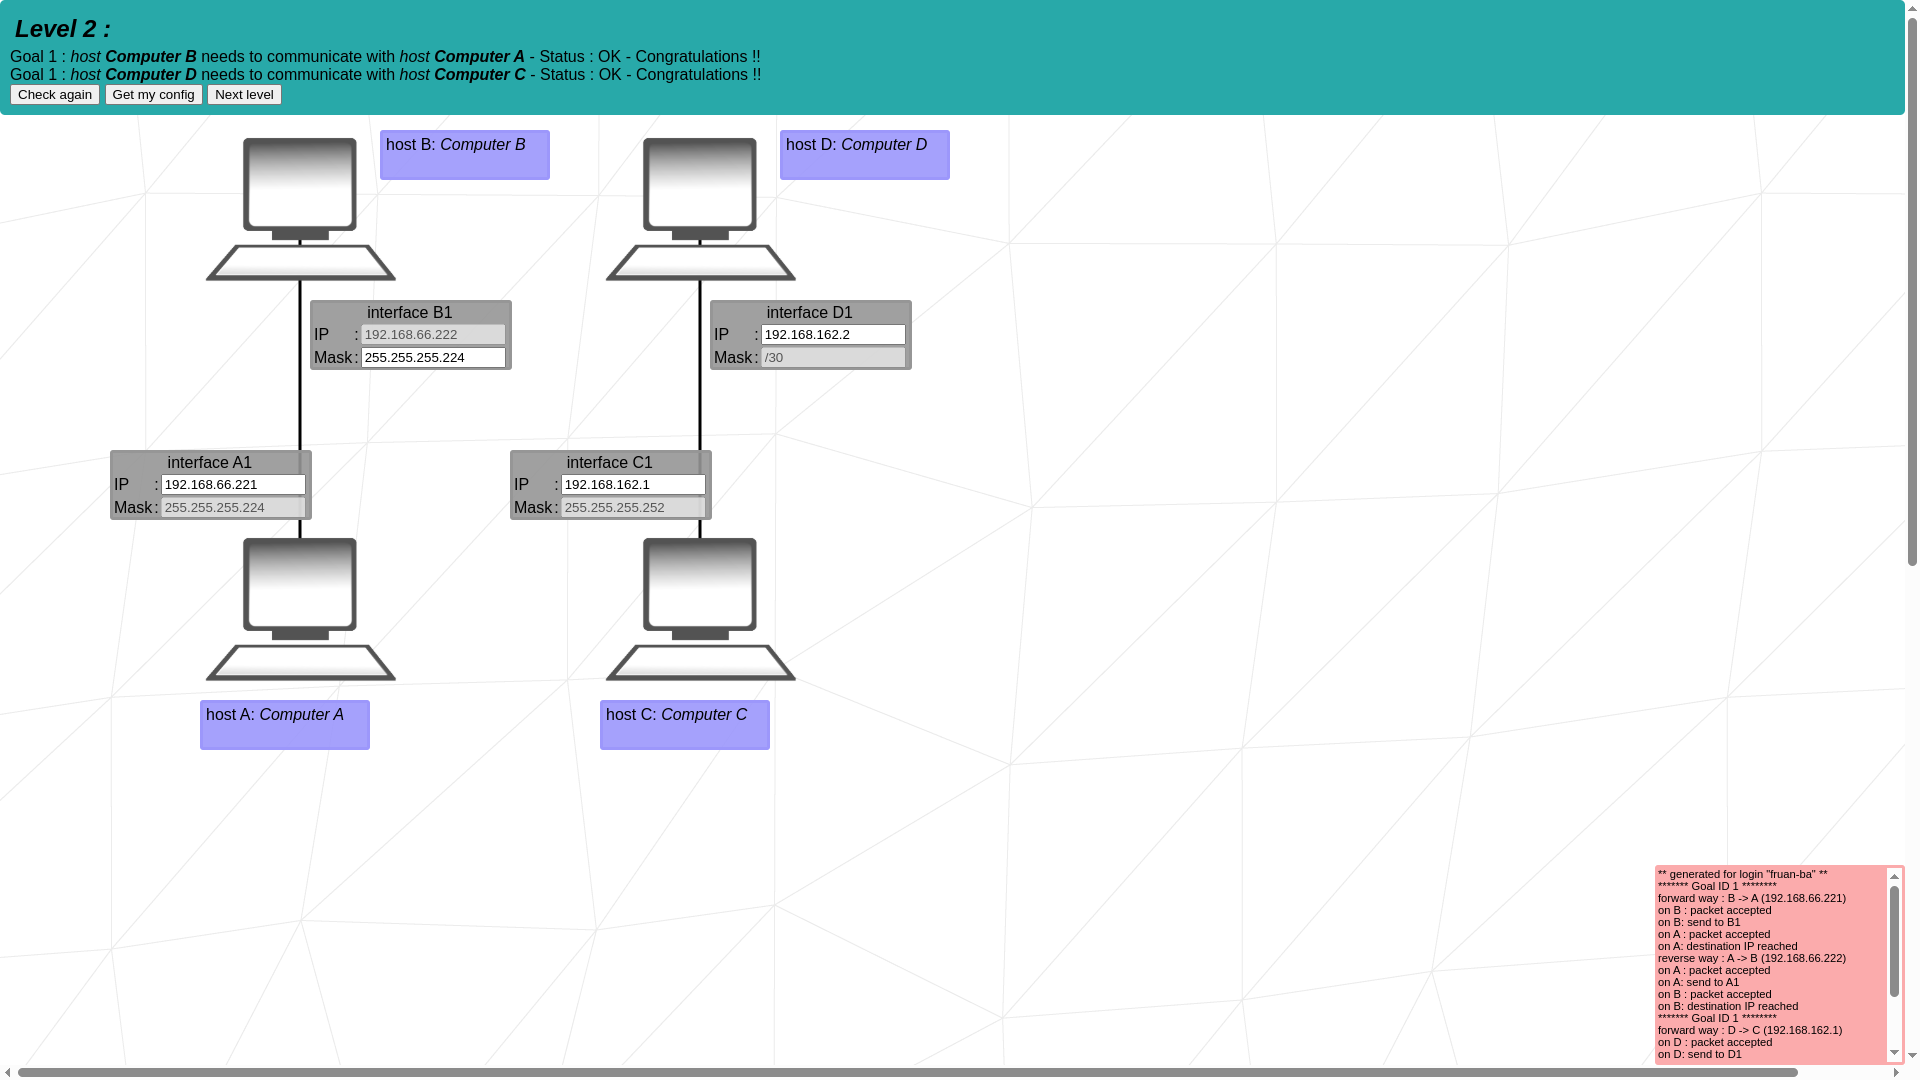 Level 2 :
Goal 1 : host Computer B needs to communicate with host Computer A - Status : OK - Congratulations !!
Goal 1 : host Computer D needs to communicate with host Computer C - Status : OK - Congratulations !!
Check again Get my config Next level
host B: Computer B
host D: Computer D
interface B1
IP : 192.168.66.222
Mask : 255.255.255.224
interface D1
IP : 192.168.162.2
Mask : /30
interface A1
IP : 192.168.66.221
Mask : 255.255.255.224
interface C1
IP : 192.168.162.1
Mask : 255.255.255.252
host A: Computer A
host C: Computer C
** generated for login "fruan-ba" **
******* Goal ID 1 ********
forward way : B -> A (192.168.66.221)
on B : packet accepted
on B: send to B1
on A : packet accepted
on A: destination IP reached
reverse way : A -> B (192.168.66.222)
on A : packet accepted
on A: send to A1
on B : packet accepted
on B: destination IP reached
******* Goal ID 1 ********
forward way : D -> C (192.168.162.1)
on D : packet accepted
on D: send to D1